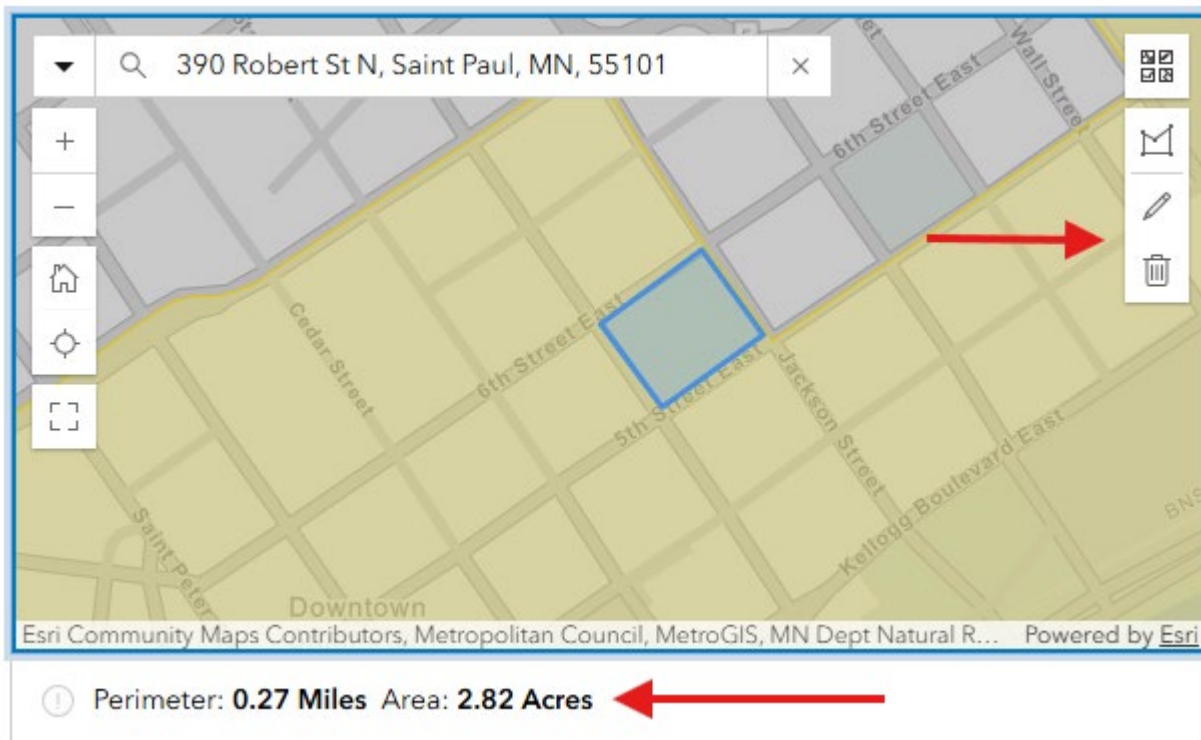 390 Robert St N, Saint Paul, MN, 55101
Wall Street
6th Street East
Cedar Street
6th Street East
5th Street East
Jackson Street
Kellogg Boulevard East
BNS
Saint Peter
Downtown
Esri Community Maps Contributors, Metropolitan Council, MetroGIS, MN Dept Natural R... Powered by Esri
Perimeter: 0.27 Miles Area: 2.82 Acres